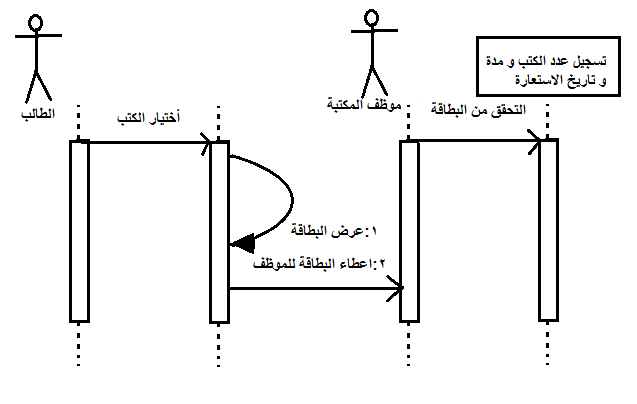 الطالب
موظف المكتبة
تسجيل عدد الكتب و مدة
و تاريخ الاستعارة
أختيار الكتب
التحقق من البطاقة
١:عرض البطاقة
٢:اعطاء البطاقة للموظف